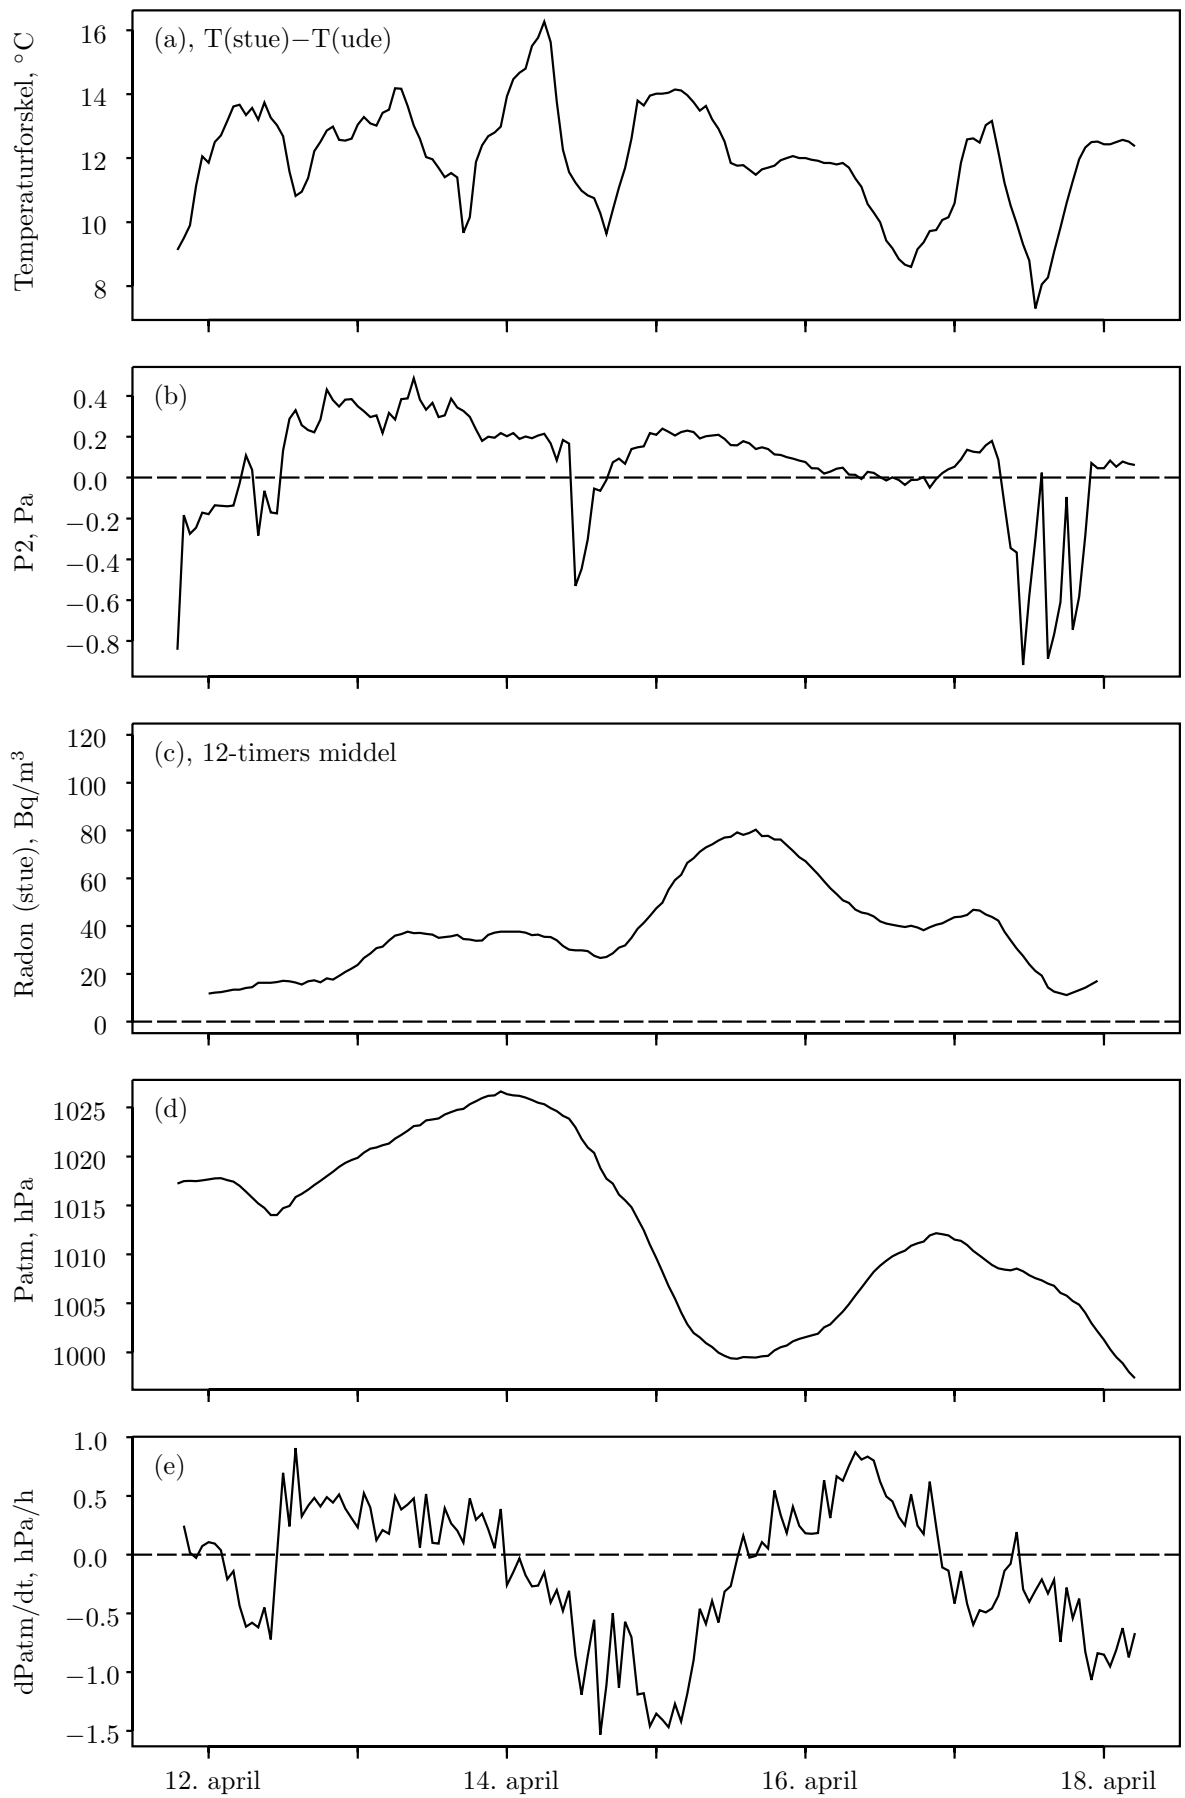 (a), T(stue)−T(ude)
Temperaturforskel, °C
16
14
12
10
8
(b)
P2, Pa
0.4
0.2
0.0
−0.2
−0.4
−0.6
−0.8
(c), 12-timers middel
Radon (stue), Bq/m³
120
100
80
60
40
20
0
(d)
Patm, hPa
1025
1020
1015
1010
1005
1000
(e)
dPatm/dt, hPa/h
1.0
0.5
0.0
−0.5
−1.0
−1.5
12. april 14. april 16. april 18. april